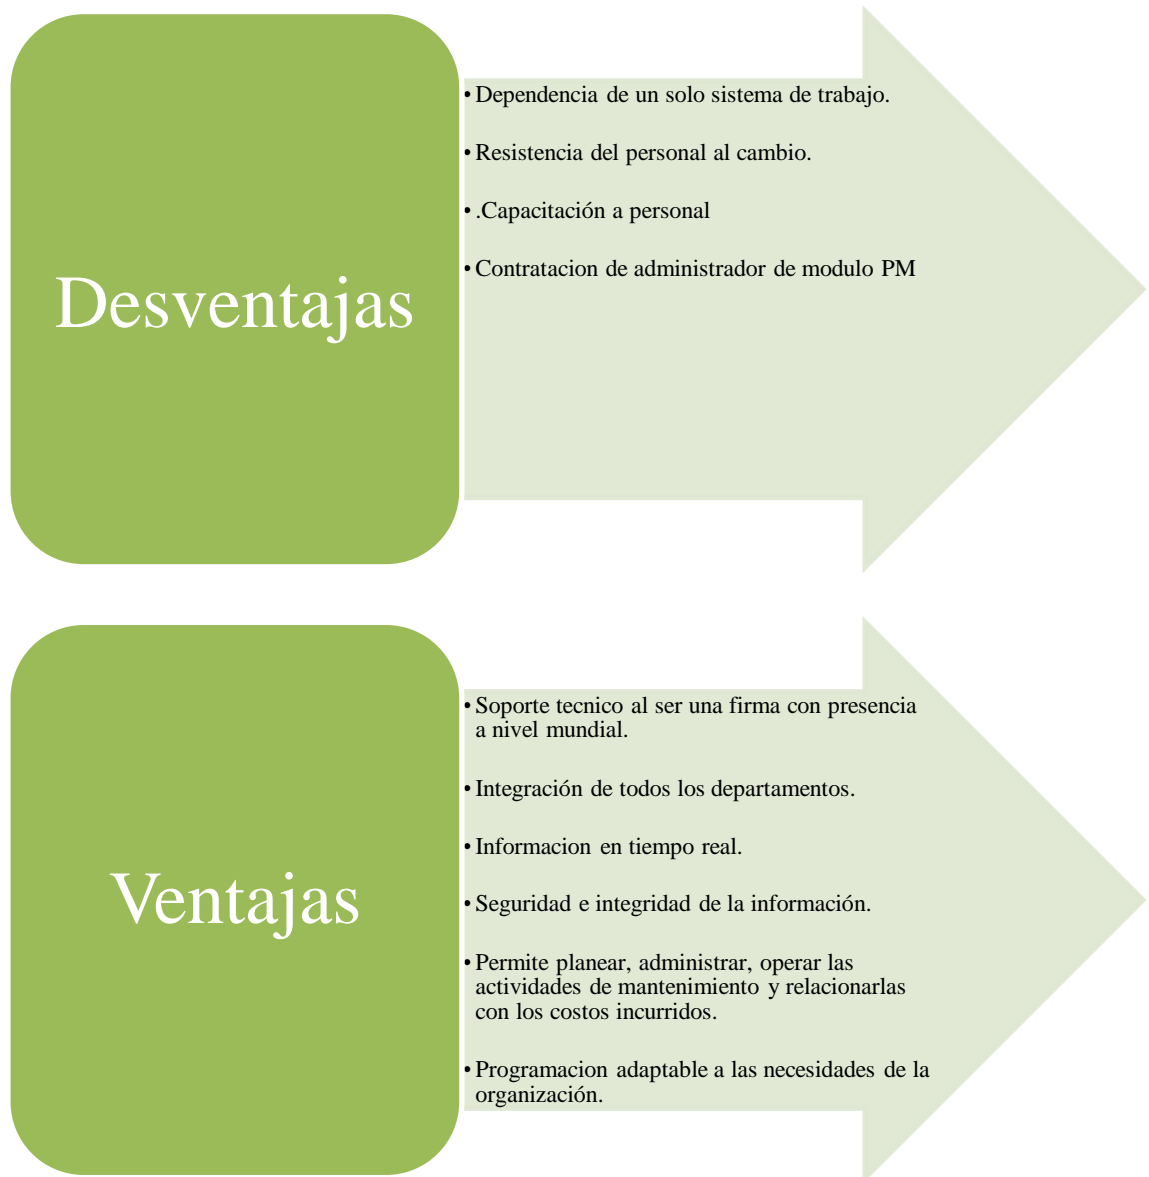 Desventajas
• Dependencia de un solo sistema de trabajo.
• Resistencia del personal al cambio.
• .Capacitación a personal
• Contratacion de administrador de modulo PM
Ventajas
• Soporte tecnico al ser una firma con presencia
a nivel mundial.
• Integración de todos los departamentos.
• Informacion en tiempo real.
• Seguridad e integridad de la información.
• Permite planear, administrar, operar las
actividades de mantenimiento y relacionarlas
con los costos incurridos.
• Programacion adaptable a las necesidades de la
organización.